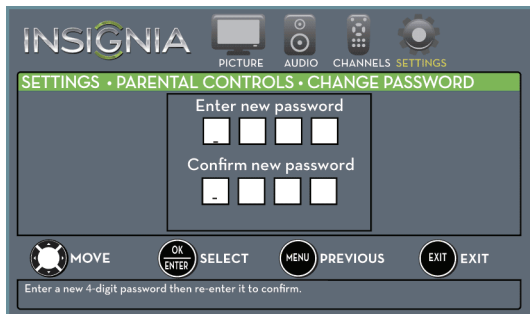 INSIGNIA
PICTURE AUDIO CHANNELS SETTINGS
SETTINGS • PARENTAL CONTROLS • CHANGE PASSWORD
Enter new password
_
Confirm new password
-
MOVE OK ENTER SELECT MENU PREVIOUS EXIT EXIT
Enter a new 4-digit password then re-enter it to confirm.